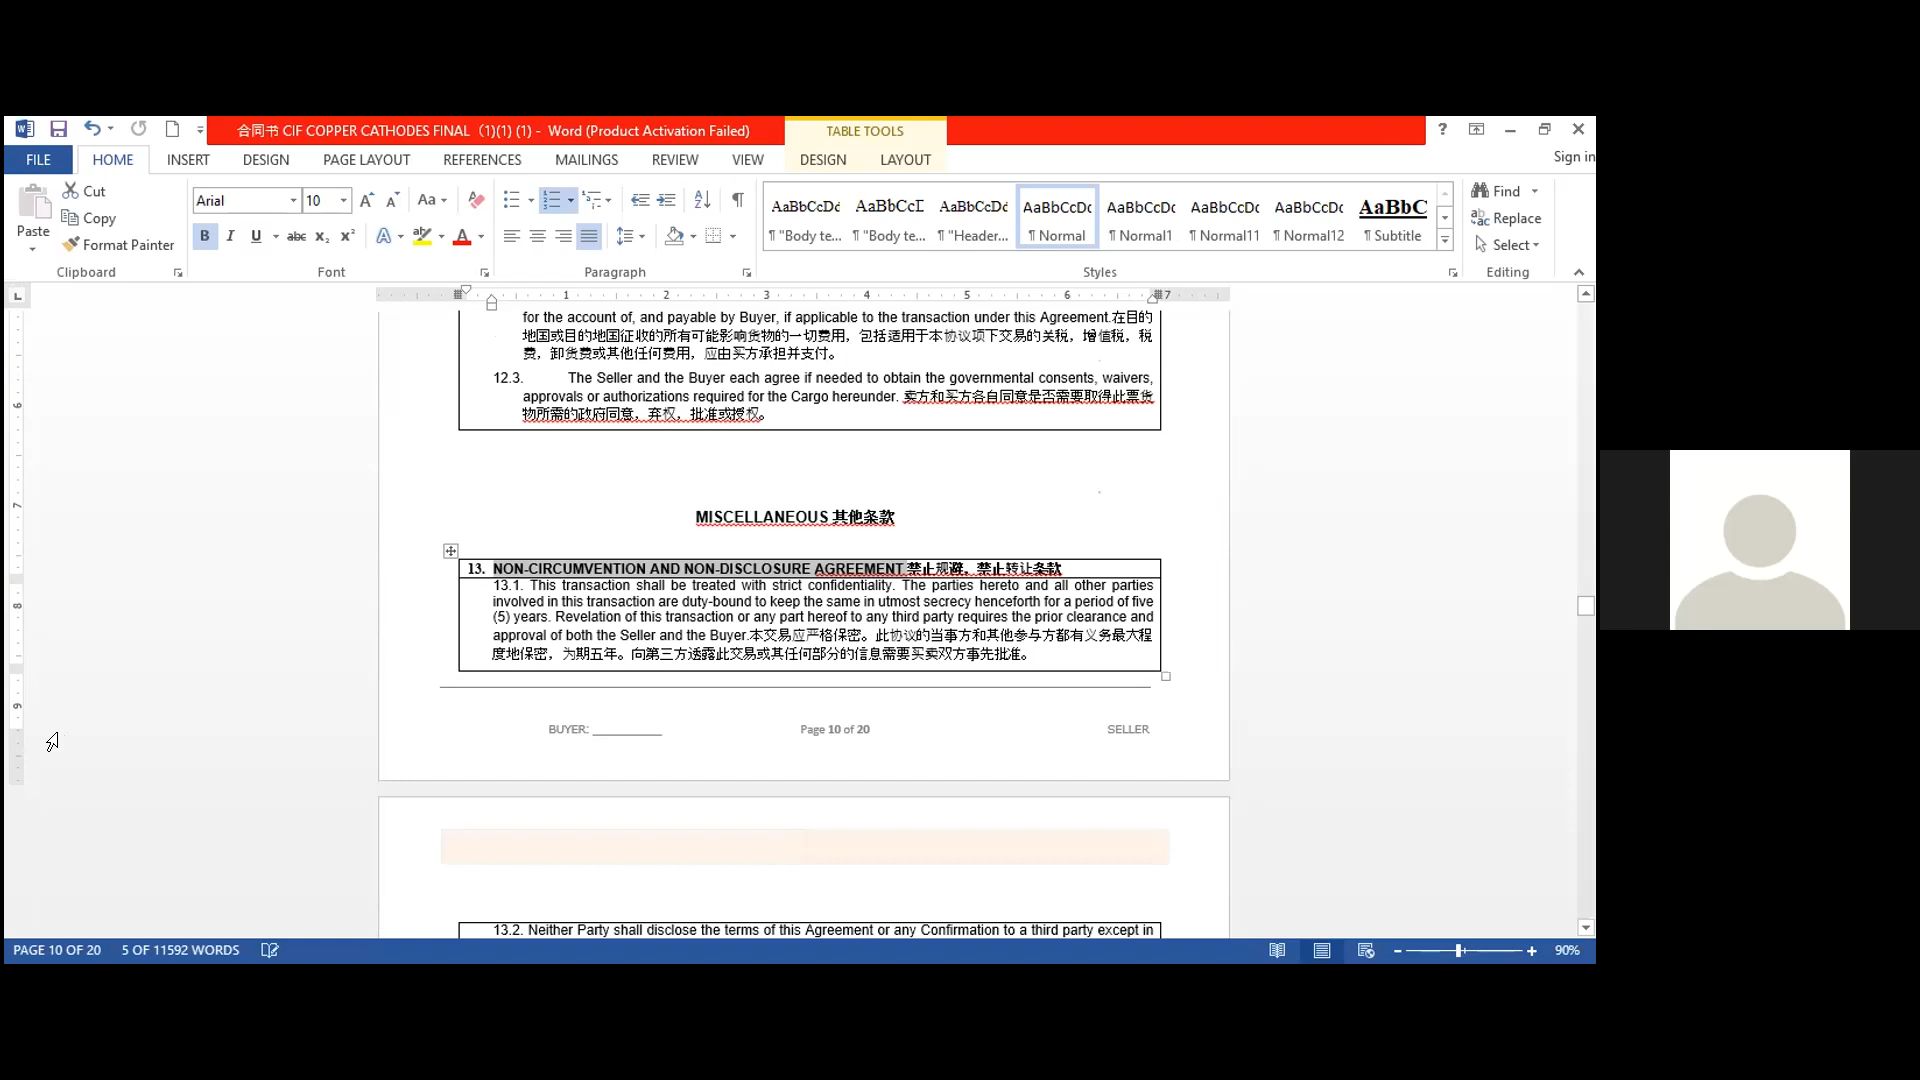 合同书 CIF COPPER CATHODES FINAL（1)(1) (1) - Word (Product Activation Failed)
TABLE TOOLS
FILE HOME INSERT DESIGN PAGE LAYOUT REFERENCES MAILINGS REVIEW VIEW DESIGN LAYOUT Sign in
Paste
Cut
Copy
Format Painter
Clipboard
Arial 10
Font
Paragraph
AaBbCcDd AaBbCcD AaBbCcDd AaBbCcDc AaBbCcDc AaBbCcDc AaBbCcDc AaBbC
¶ "Body te... ¶ "Body te... ¶ "Header... ¶ Normal ¶ Normal1 ¶ Normal11 ¶ Normal12 ¶ Subtitle
Styles
Find
Replace
Select
Editing
1 2 3 4 5 6 7
6
7
8
9
for the account of, and payable by Buyer, if applicable to the transaction under this Agreement.在目的
地国或目的地国征收的所有可能影响货物的一切费用，包括适用于本协议项下交易的关税，增值税，税
费，卸货费或其他任何费用，应由买方承担并支付。
12.3. The Seller and the Buyer each agree if needed to obtain the governmental consents, waivers,
approvals or authorizations required for the Cargo hereunder. 卖方和买方各自同意是否需要取得此票货
物所需的政府同意，弃权，批准或授权。
MISCELLANEOUS 其他条款
13. NON-CIRCUMVENTION AND NON-DISCLOSURE AGREEMENT 禁止规避，禁止转让条款
13.1. This transaction shall be treated with strict confidentiality. The parties hereto and all other parties
involved in this transaction are duty-bound to keep the same in utmost secrecy henceforth for a period of five
(5) years. Revelation of this transaction or any part hereof to any third party requires the prior clearance and
approval of both the Seller and the Buyer.本交易应严格保密。此协议的当事方和其他参与方都有义务最大程
度地保密，为期五年。向第三方透露此交易或其任何部分的信息需要买卖双方事先批准。
BUYER: __________ Page 10 of 20 SELLER
13.2. Neither Party shall disclose the terms of this Agreement or any Confirmation to a third party except in
PAGE 10 OF 20 5 OF 11592 WORDS 90%